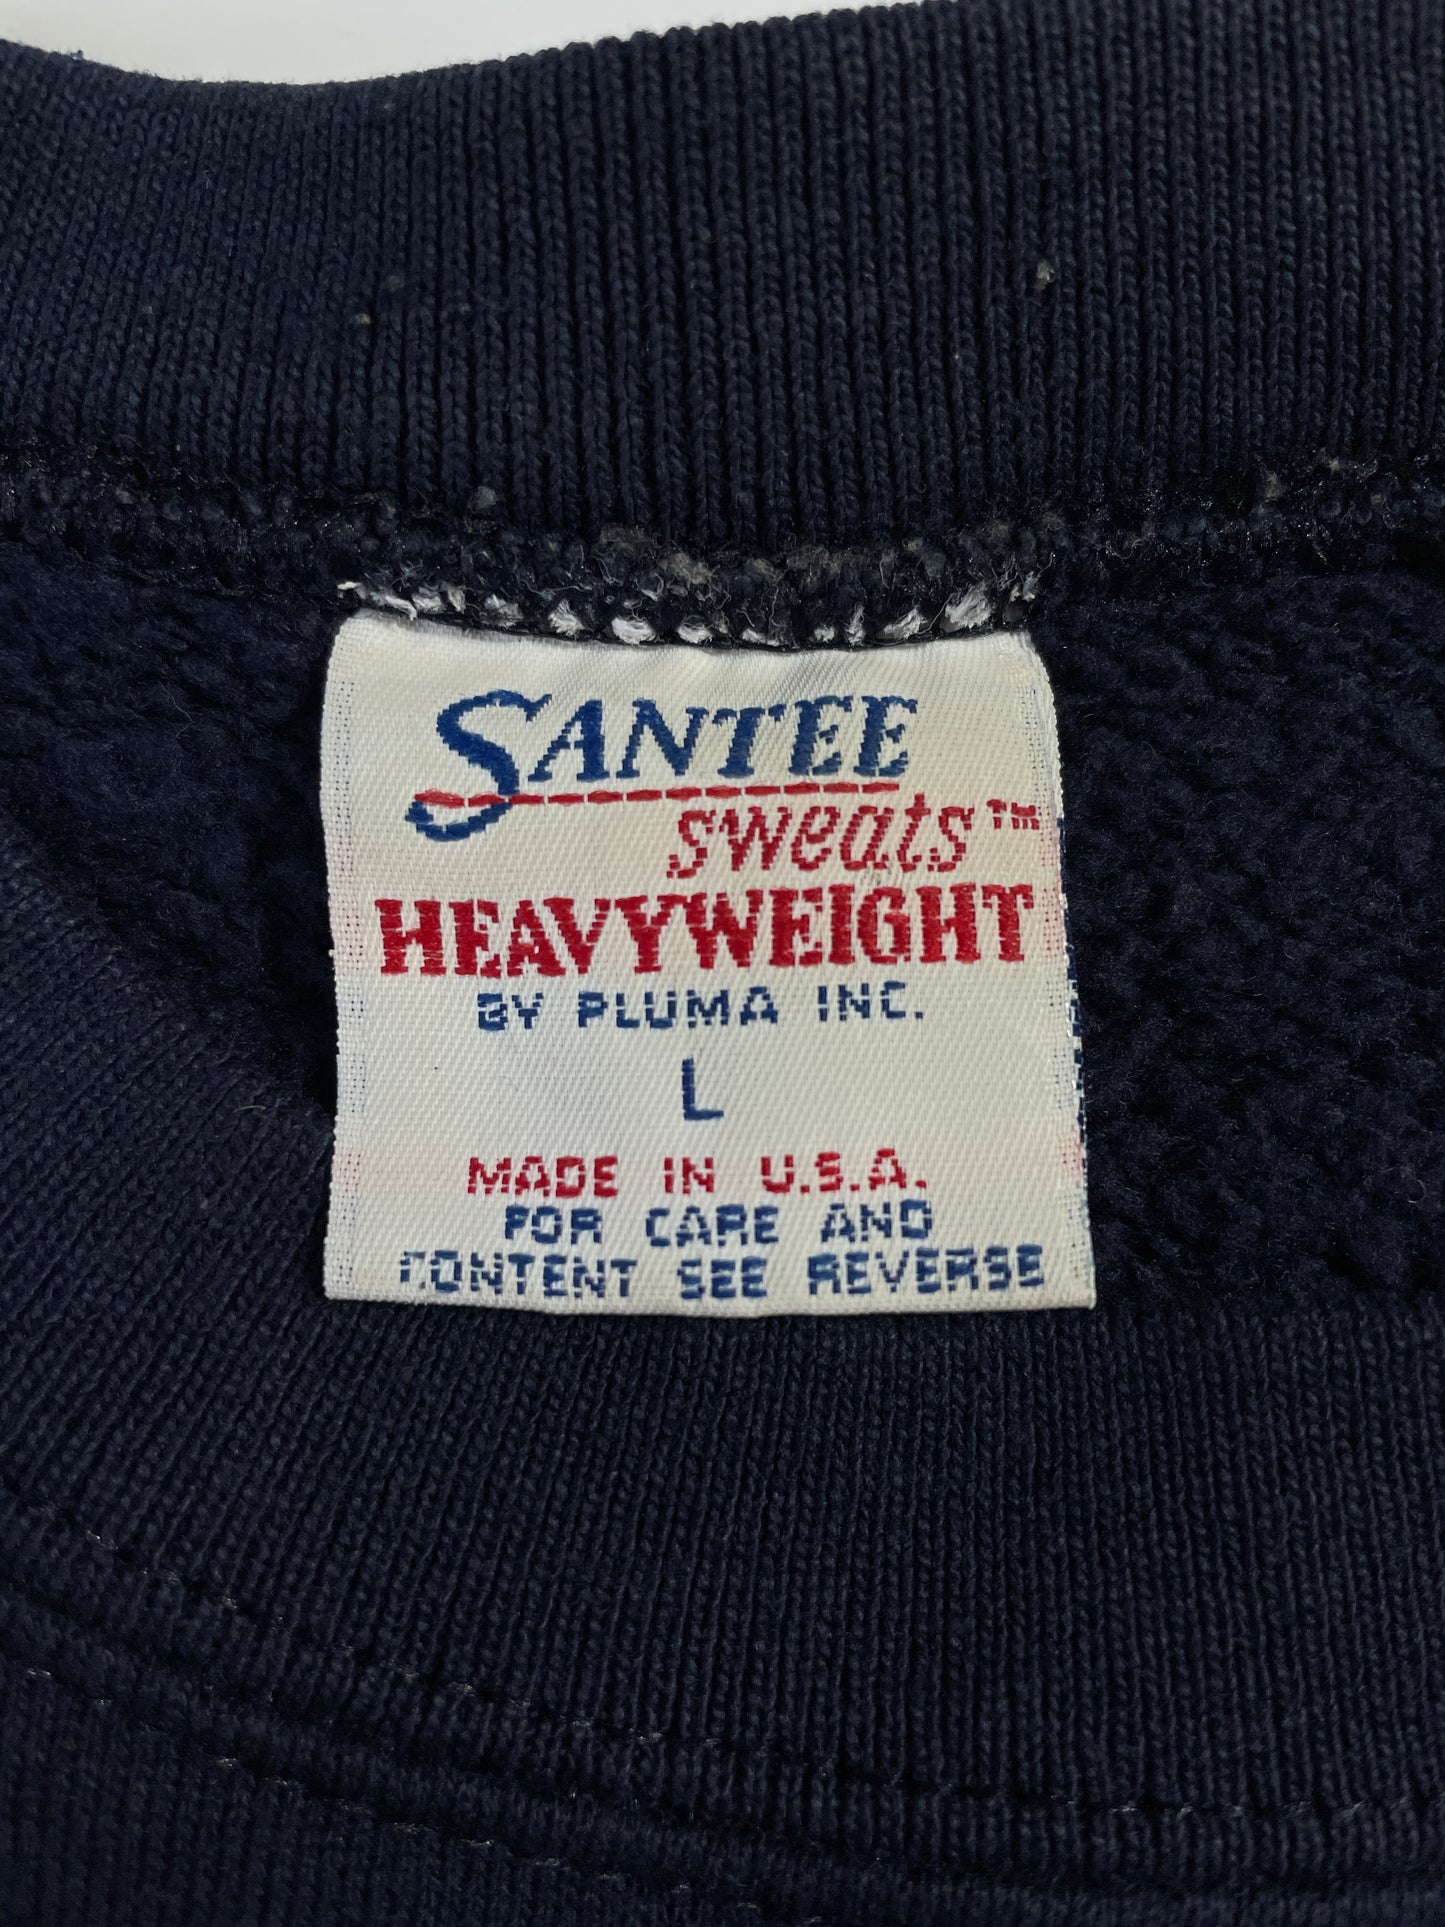 SANTEE
sweats™
HEAVYWEIGHT
BY PLUMA INC.
L
MADE IN U.S.A.
FOR CARE AND
CONTENT SEE REVERSE